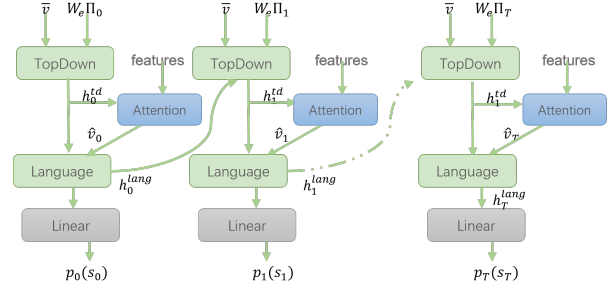 v̅ W_eΠ_0 v̅ W_eΠ_1 v̅ W_eΠ_T
TopDown features TopDown features TopDown features
h_0^{td} h_1^{td} h_1^{td}
Attention Attention Attention
v̂_0 v̂_1 v̂_T
Language Language Language
h_0^{lang} h_1^{lang} h_T^{lang}
Linear Linear Linear
p_0(s_0) p_1(s_1) p_T(s_T)